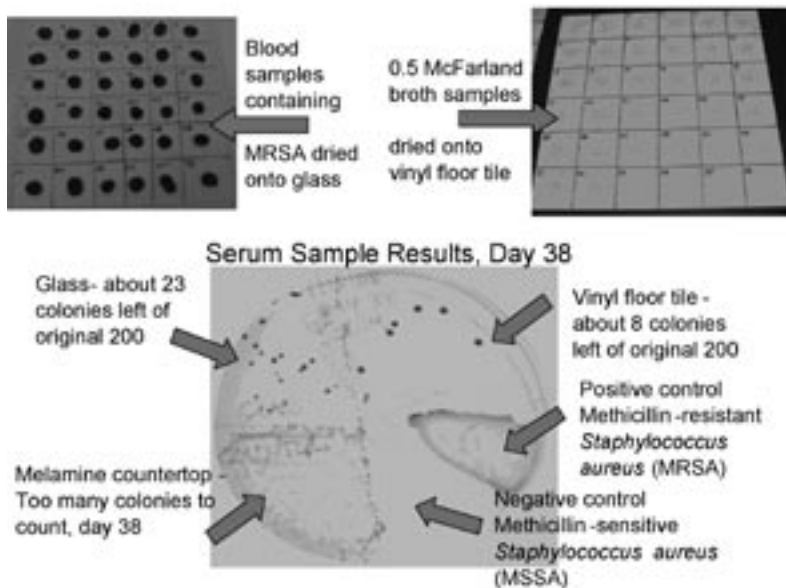 Blood
samples
containing
MRSA dried
onto glass
0.5 McFarland
broth samples
dried onto
vinyl floor tile
Serum Sample Results, Day 38
Glass- about 23
colonies left of
original 200
Vinyl floor tile -
about 8 colonies
left of original 200
Positive control
Methicillin -resistant
Staphylococcus
aureus (MRSA)
Melamine countertop -
Too many colonies to
count, day 38
Negative control
Methicillin -sensitive
Staphylococcus aureus
(MSSA)